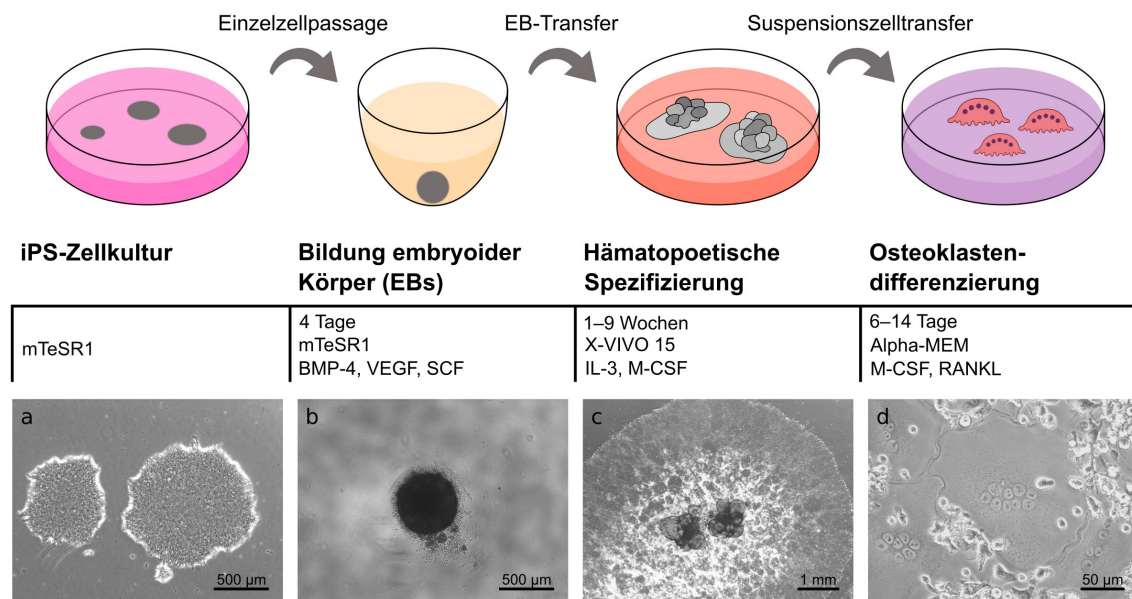 Einzelzellpassage
EB-Transfer
Suspensionszelltransfer
iPS-Zellkultur
Bildung embryoider
Körper (EBs)
Hämatopoetische
Spezifizierung
Osteoklasten-
differenzierung
mTeSR1
4 Tage
mTeSR1
BMP-4, VEGF, SCF
1–9 Wochen
X-VIVO 15
IL-3, M-CSF
6–14 Tage
Alpha-MEM
M-CSF, RANKL
a
500 µm
b
500 µm
c
1 mm
d
50 µm